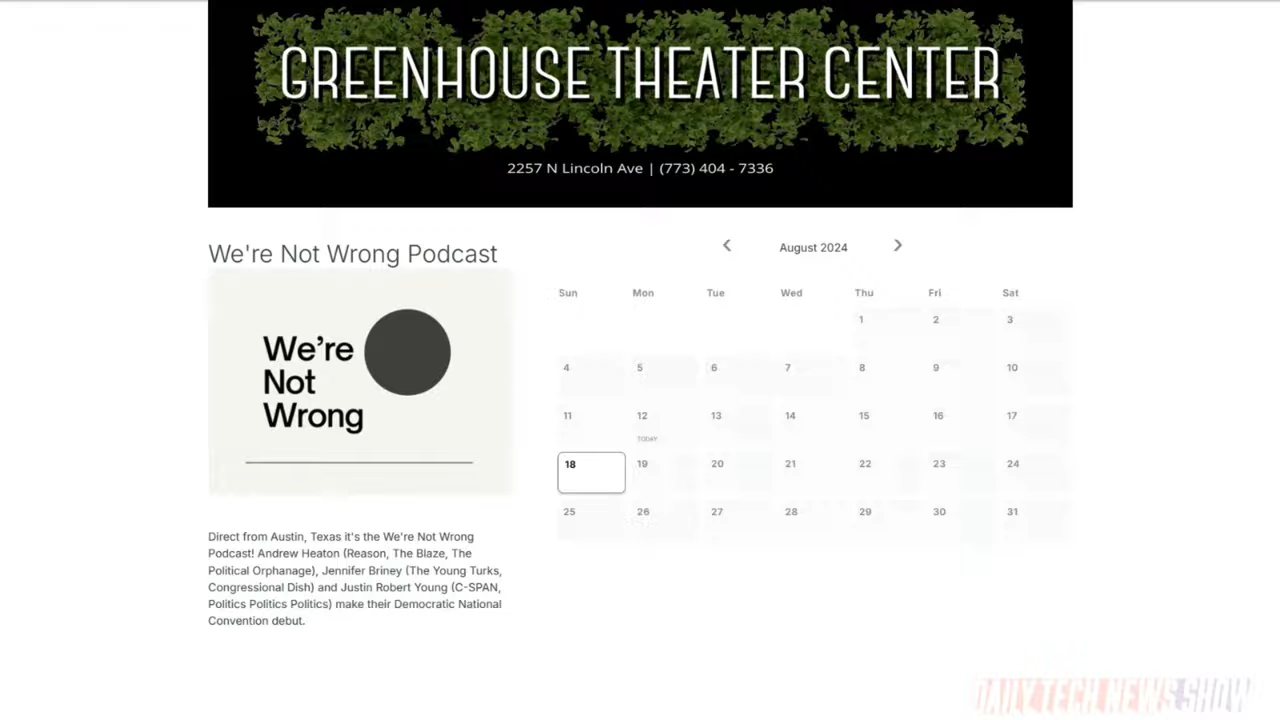 GREENHOUSE THEATER CENTER
2257 N Lincoln Ave | (773) 404 - 7336
We're Not Wrong Podcast
We're
Not
Wrong
Direct from Austin, Texas it's the We're Not Wrong
Podcast! Andrew Heaton (Reason, The Blaze, The
Political Orphanage), Jennifer Briney (The Young Turks,
Congressional Dish) and Justin Robert Young (C-SPAN,
Politics Politics Politics) make their Democratic National
Convention debut.
August 2024
Sun Mon Tue Wed Thu Fri Sat
1 2 3
4 5 6 7 8 9 10
11 12 13 14 15 16 17
TODAY
18 19 20 21 22 23 24
25 26 27 28 29 30 31
DAILY TECH NEWS SHOW